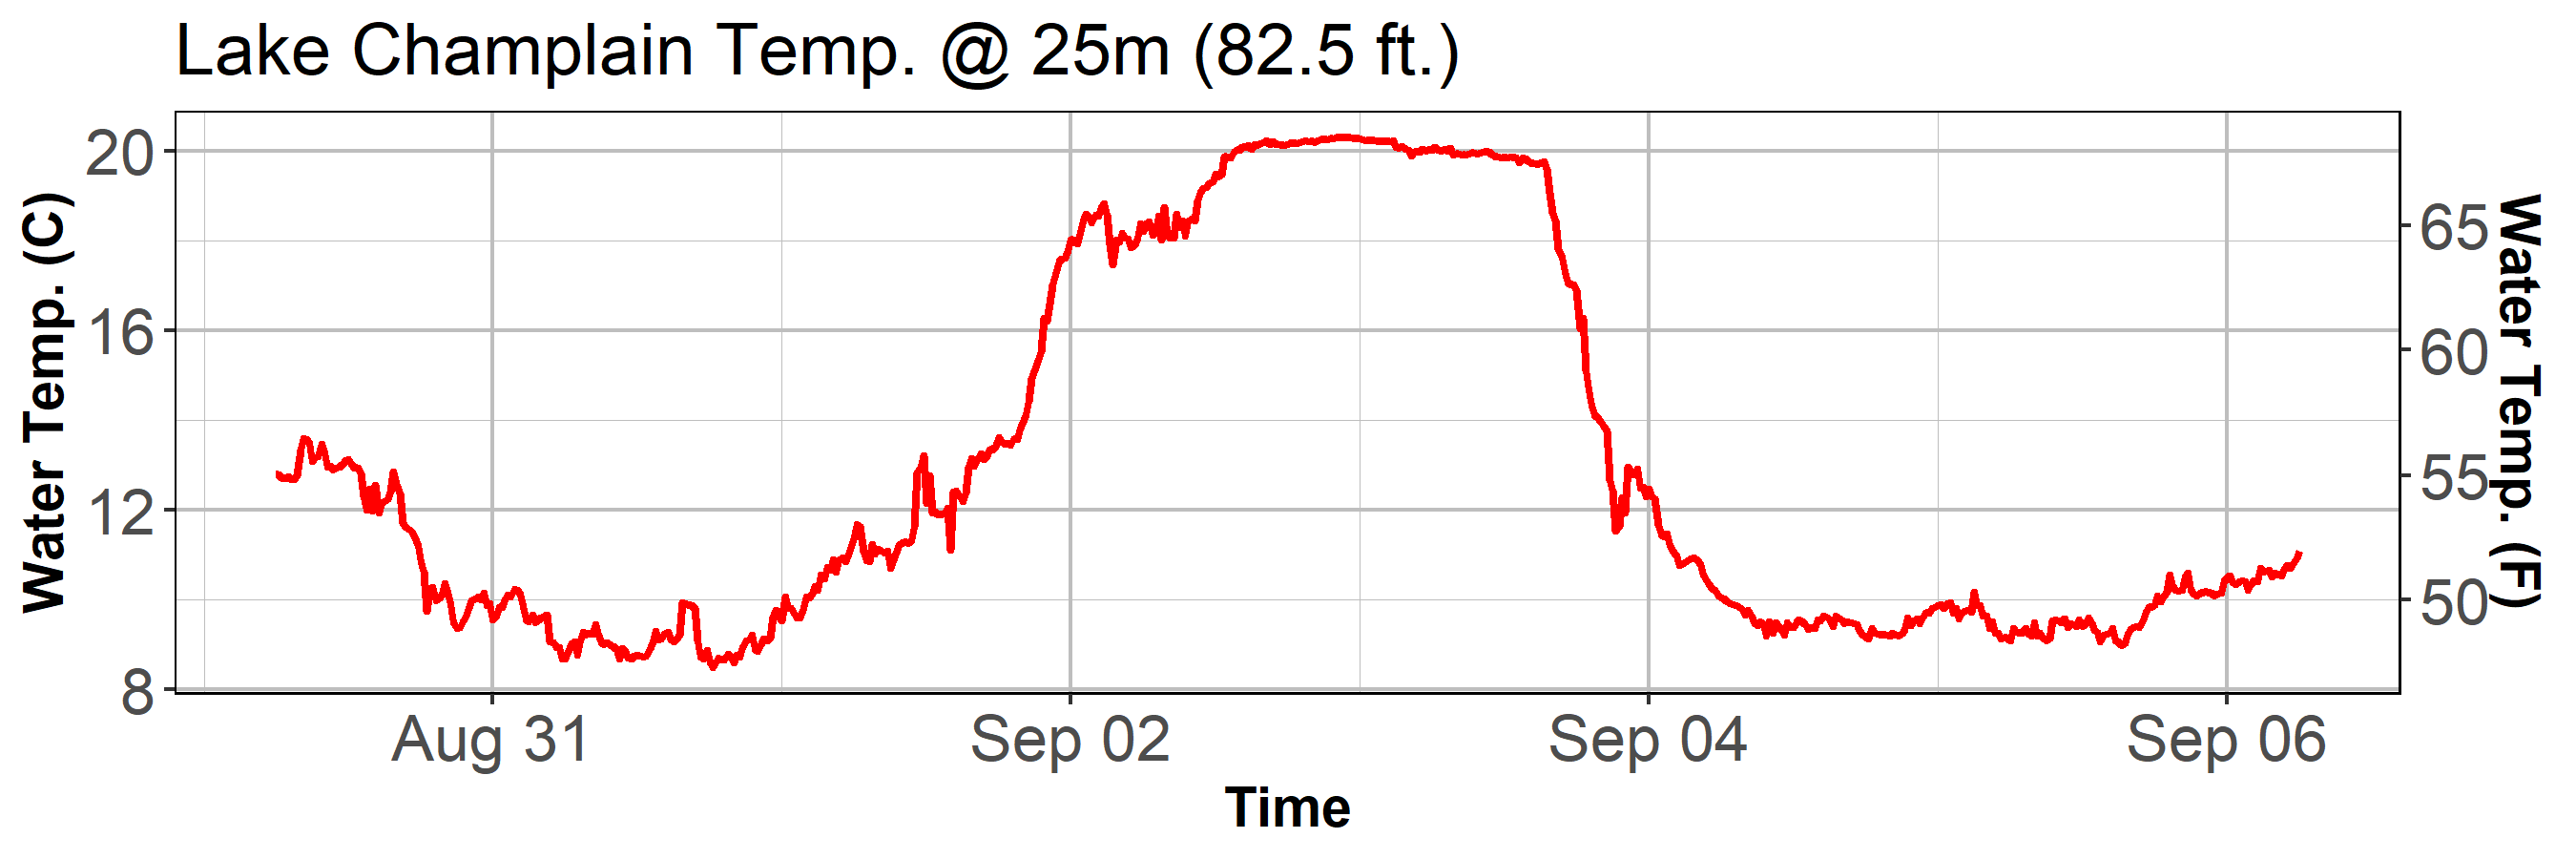 Lake Champlain Temp. @ 25m (82.5 ft.)
Water Temp. (C)
20
16
12
8
65
60
55
50
Water Temp. (F)
Aug 31 Sep 02 Sep 04 Sep 06
Time